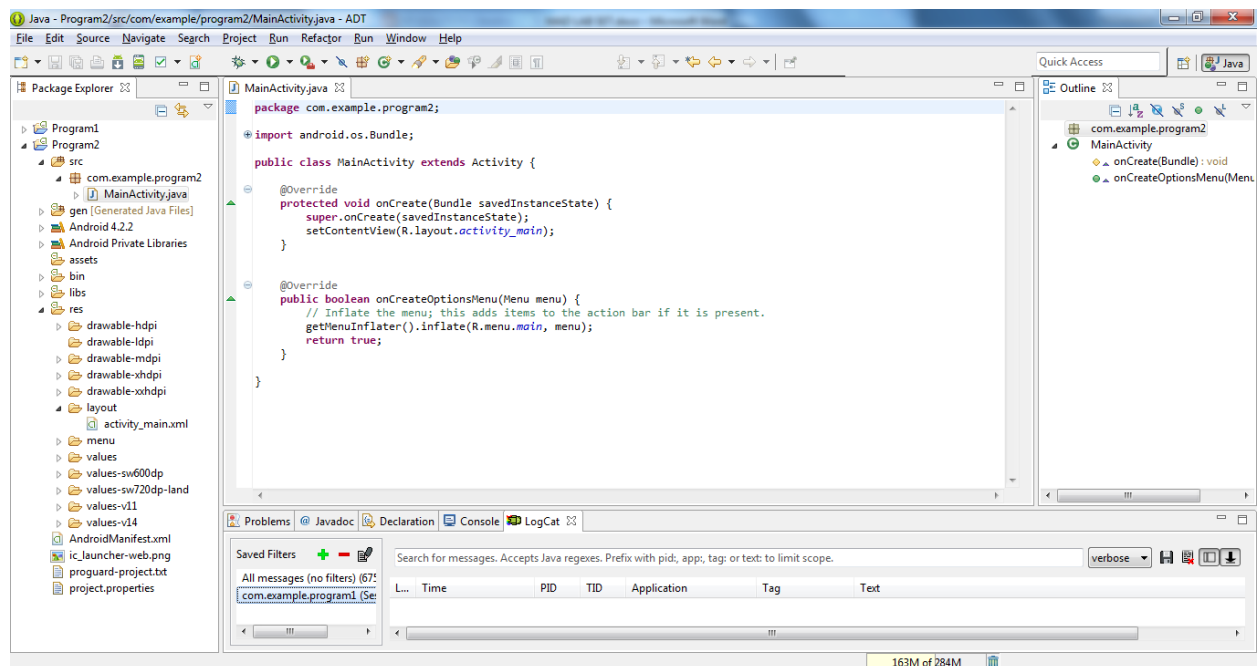 Java - Program2/src/com/example/program2/MainActivity.java - ADT
File Edit Source Navigate Search Project Run Refactor Run Window Help
Quick Access
Java
Package Explorer
Program1
Program2
src
com.example.program2
MainActivity.java
gen [Generated Java Files]
Android 4.2.2
Android Private Libraries
assets
bin
libs
res
drawable-hdpi
drawable-ldpi
drawable-mdpi
drawable-xhdpi
drawable-xxhdpi
layout
activity_main.xml
menu
values
values-sw600dp
values-sw720dp-land
values-v11
values-v14
AndroidManifest.xml
ic_launcher-web.png
proguard-project.txt
project.properties
MainActivity.java
package com.example.program2;
import android.os.Bundle;
public class MainActivity extends Activity {
@Override
protected void onCreate(Bundle savedInstanceState) {
super.onCreate(savedInstanceState);
setContentView(R.layout.activity_main);
}
@Override
public boolean onCreateOptionsMenu(Menu menu) {
// Inflate the menu; this adds items to the action bar if it is present.
getMenuInflater().inflate(R.menu.main, menu);
return true;
}
}
Outline
com.example.program2
MainActivity
onCreate(Bundle) : void
onCreateOptionsMenu(Menu
Problems @ Javadoc Declaration Console LogCat
Saved Filters
All messages (no filters) (675
com.example.program1 (Ses
Search for messages. Accepts Java regexes. Prefix with pid:, app:, tag: or text: to limit scope.
verbose
L... Time PID TID Application Tag Text
163M of 284M